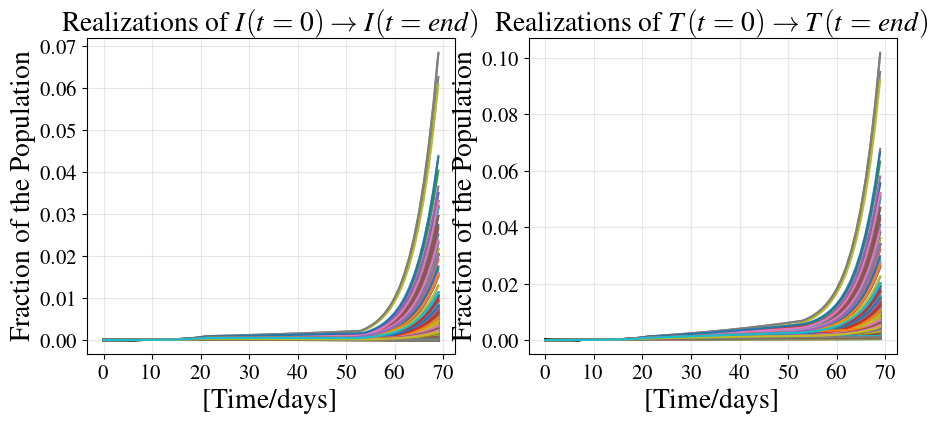 Realizations of I(t = 0) → I(t = end)
Realizations of T(t = 0) → T(t = end)
Fraction of the Population
0.07
0.06
0.05
0.04
0.03
0.02
0.01
0.00
0 10 20 30 40 50 60 70
[Time/days]
Fraction of the Population
0.10
0.08
0.06
0.04
0.02
0.00
0 10 20 30 40 50 60 70
[Time/days]